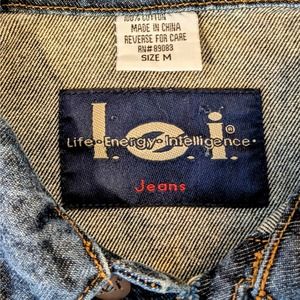 100% COTTON
MADE IN CHINA
REVERSE FOR CARE
RN# 89083
SIZE M
l.e.i.®
Life•Energy•Intelligence•
Jeans